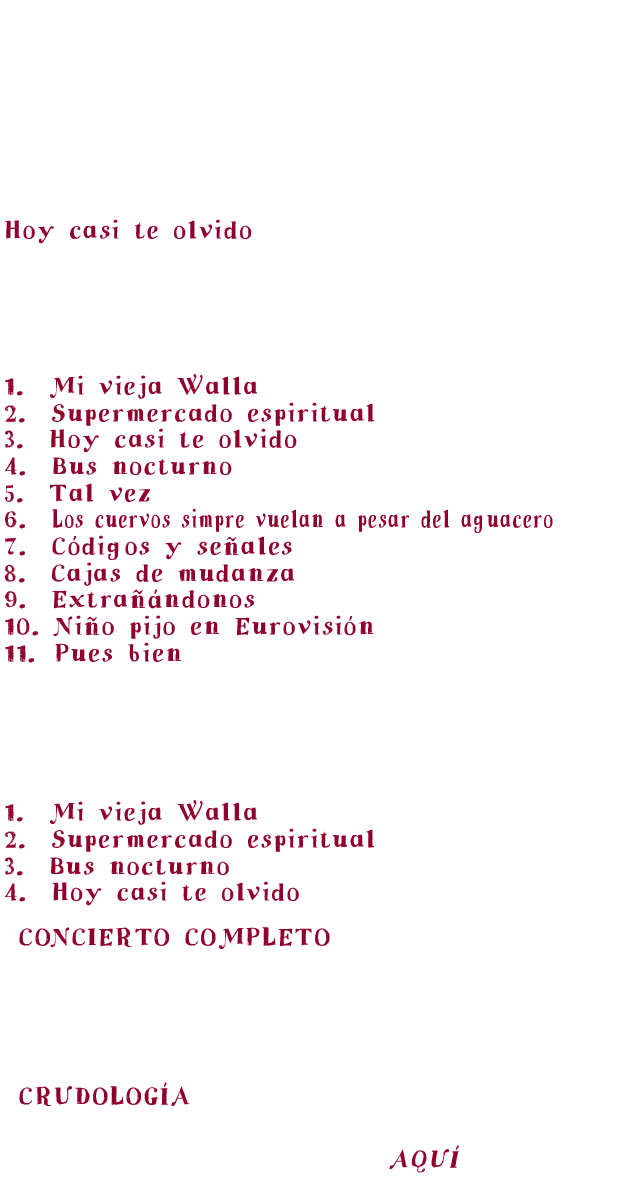 Hoy casi te olvido
1. Mi vieja Walla
2. Supermercado espiritual
3. Hoy casi te olvido
4. Bus nocturno
5. Tal vez
6. Los cuervos simpre vuelan a pesar del aguacero
7. Códigos y señales
8. Cajas de mudanza
9. Extrañándonos
10. Niño pijo en Eurovisión
11. Pues bien
1. Mi vieja Walla
2. Supermercado espiritual
3. Bus nocturno
4. Hoy casi te olvido
CONCIERTO COMPLETO
CRUDOLOGÍA
AQUÍ